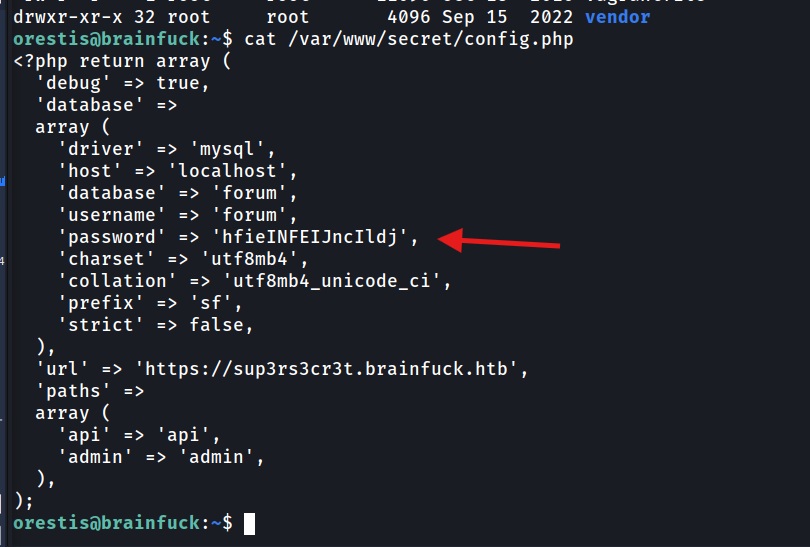 drwxr-xr-x 32 root     root       4096 Sep 15  2022 vendor
orestis@brainfuck:~$ cat /var/www/secret/config.php
<?php return array (
  'debug' => true,
  'database' =>
  array (
    'driver' => 'mysql',
    'host' => 'localhost',
    'database' => 'forum',
    'username' => 'forum',
    'password' => 'hfieINFEIJncIldj',
    'charset' => 'utf8mb4',
    'collation' => 'utf8mb4_unicode_ci',
    'prefix' => 'sf',
    'strict' => false,
  ),
  'url' => 'https://sup3rs3cr3t.brainfuck.htb',
  'paths' =>
  array (
    'api' => 'api',
    'admin' => 'admin',
  ),
);
orestis@brainfuck:~$